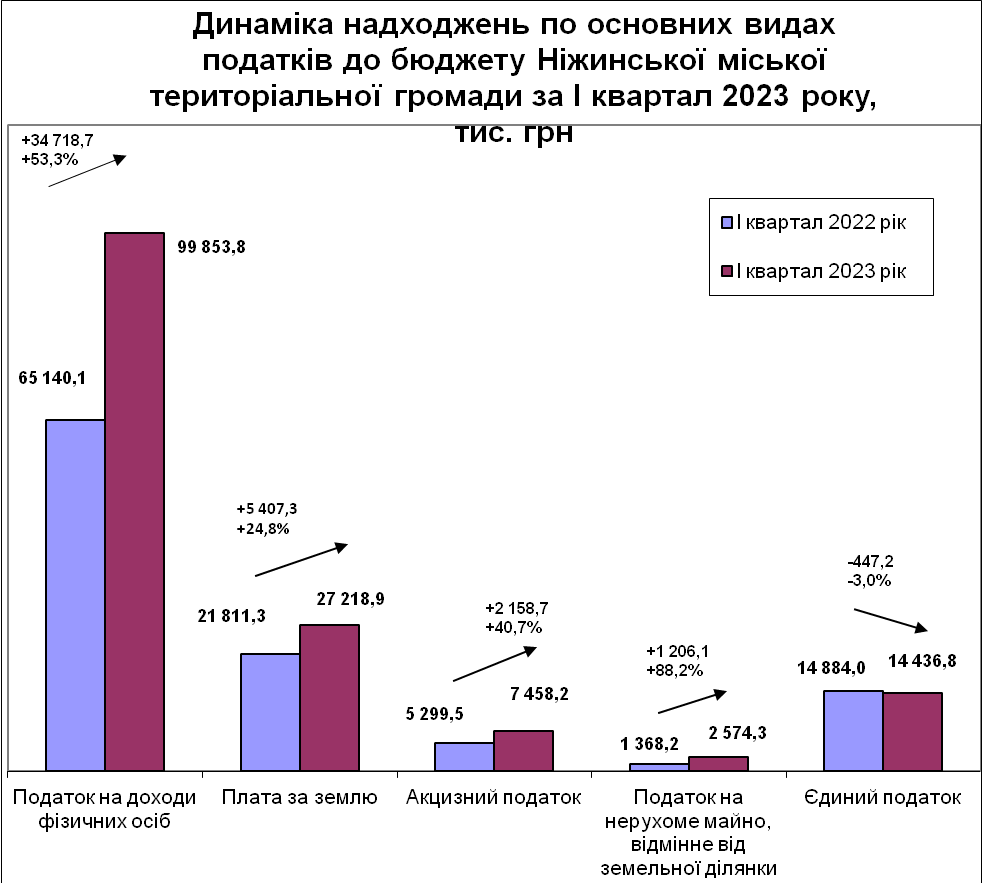 Динаміка надходжень по основних видах
податків до бюджету Ніжинської міської
територіальної громади за І квартал 2023 року,
тис. грн
+34 718,7
+53,3%
І квартал 2022 рік
І квартал 2023 рік
99 853,8
65 140,1
+5 407,3
+24,8%
21 811,3
27 218,9
+2 158,7
+40,7%
5 299,5
7 458,2
+1 206,1
+88,2%
1 368,2
2 574,3
-447,2
-3,0%
14 884,0
14 436,8
Податок на доходи
фізичних осіб
Плата за землю
Акцизний податок
Податок на
нерухоме майно,
відмінне від
земельної ділянки
Єдиний податок